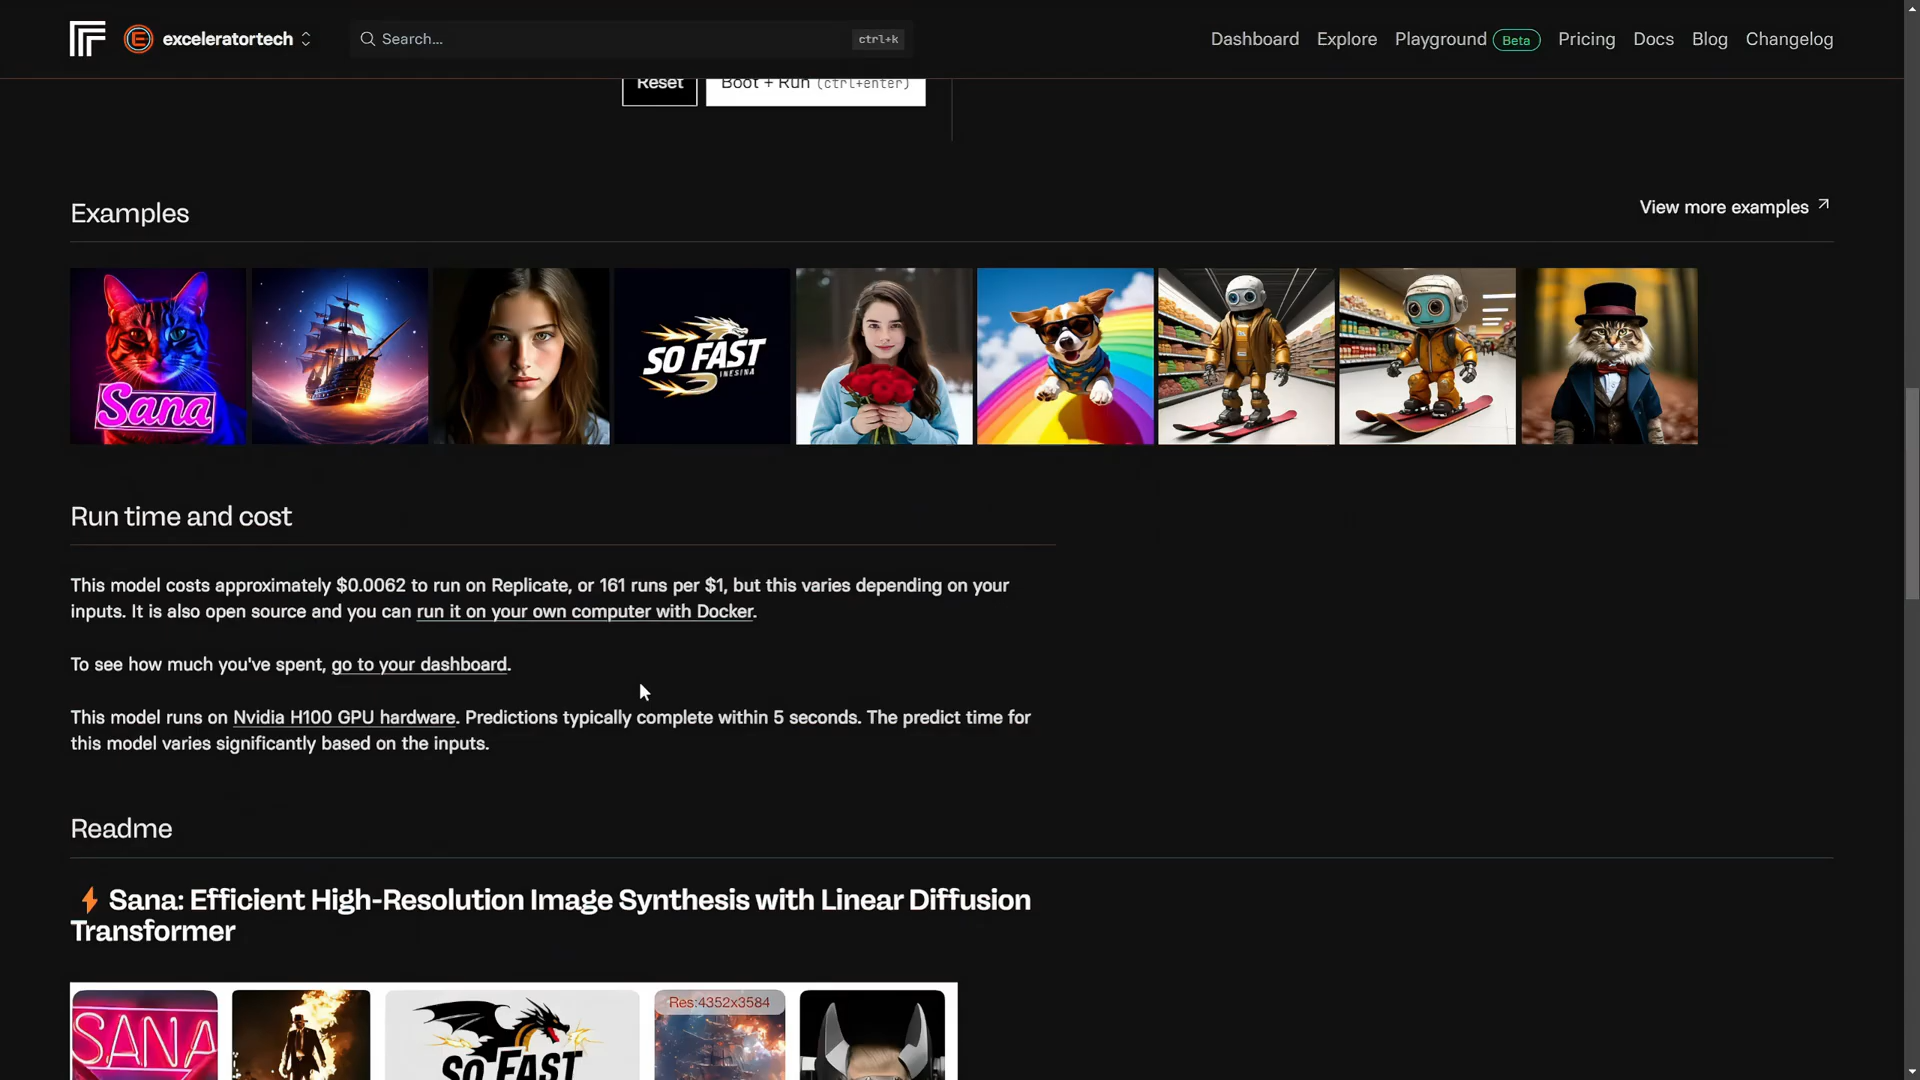 exceleratortech
Search...
ctrl+k
Dashboard
Explore
Playground
Beta
Pricing
Docs
Blog
Changelog
Reset
Boot + Run (ctrl+enter)
Examples
View more examples
Sana
SO FAST
INESINA
Run time and cost
This model costs approximately $0.0062 to run on Replicate, or 161 runs per $1, but this varies depending on your
inputs. It is also open source and you can run it on your own computer with Docker.
To see how much you've spent, go to your dashboard.
This model runs on Nvidia H100 GPU hardware. Predictions typically complete within 5 seconds. The predict time for
this model varies significantly based on the inputs.
Readme
Sana: Efficient High-Resolution Image Synthesis with Linear Diffusion
Transformer
SANA
SO FAST
Res:4352x3584